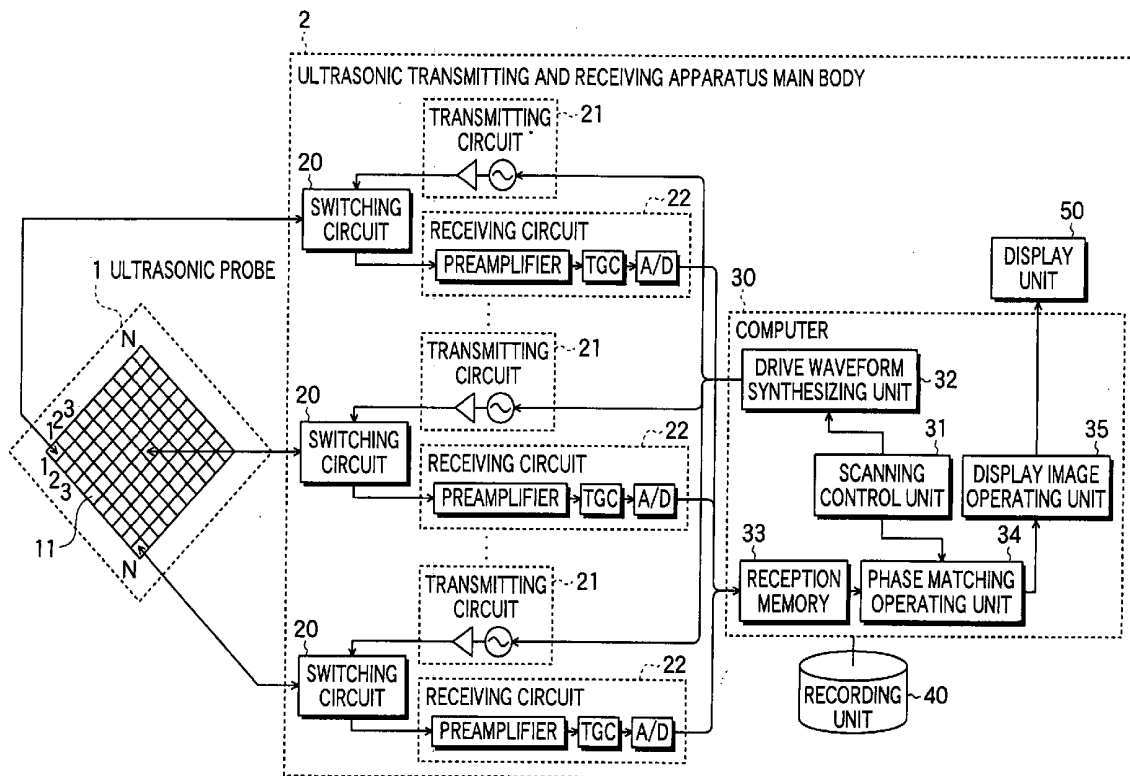 2
ULTRASONIC TRANSMITTING AND RECEIVING APPARATUS MAIN BODY
TRANSMITTING
CIRCUIT
21
20
SWITCHING
CIRCUIT
22
RECEIVING CIRCUIT
PREAMPLIFIER
TGC
A/D
50
DISPLAY
UNIT
1 ULTRASONIC PROBE
N
1 2 3
1 2 3
11
N
TRANSMITTING
CIRCUIT
21
20
SWITCHING
CIRCUIT
22
RECEIVING CIRCUIT
PREAMPLIFIER
TGC
A/D
30
COMPUTER
DRIVE WAVEFORM
SYNTHESIZING UNIT
32
31
SCANNING
CONTROL UNIT
35
DISPLAY IMAGE
OPERATING UNIT
33
RECEPTION
MEMORY
34
PHASE MATCHING
OPERATING UNIT
TRANSMITTING
CIRCUIT
21
20
SWITCHING
CIRCUIT
22
RECEIVING CIRCUIT
PREAMPLIFIER
TGC
A/D
RECORDING
UNIT
40